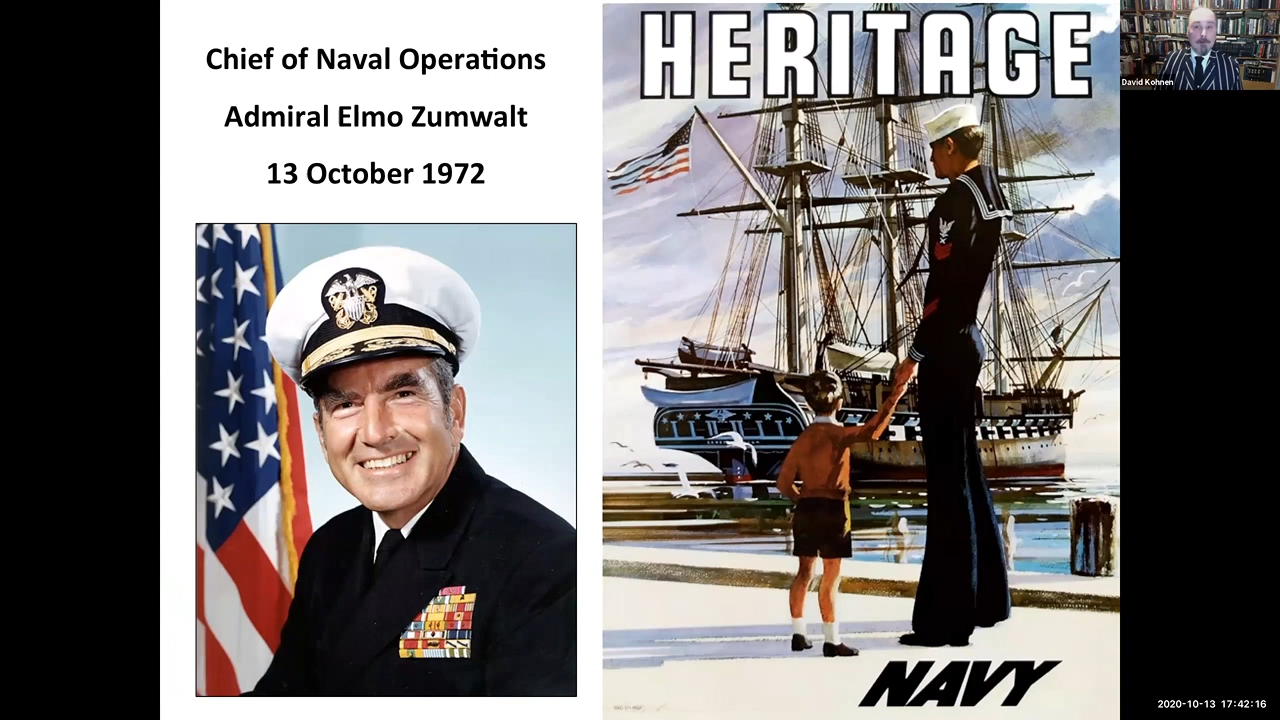 Chief of Naval Operations
Admiral Elmo Zumwalt
13 October 1972
HERITAGE
NAVY
David Kohnen
2020-10-13 17:42:16